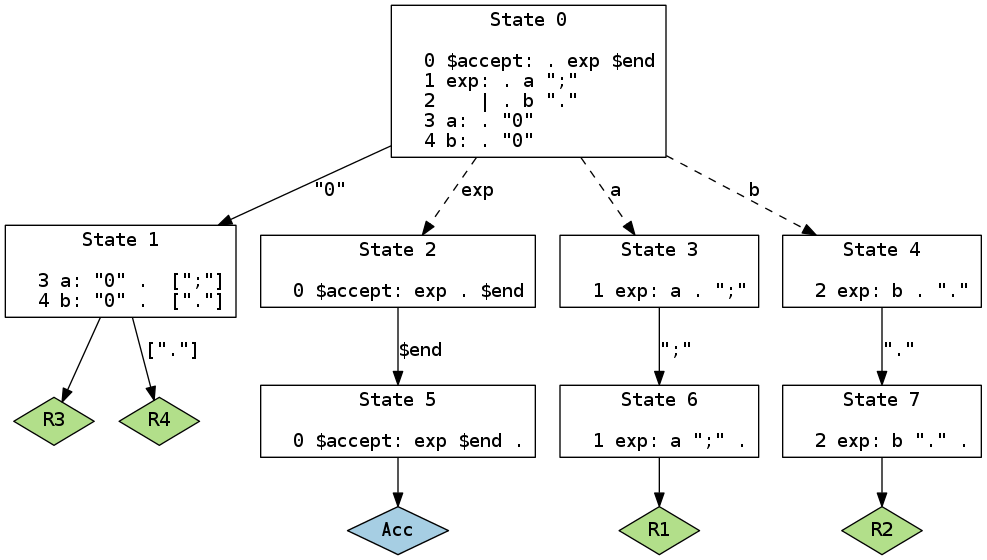 State 0
0 $accept: . exp $end
1 exp: . a ";"
2    | . b "."
3 a: . "0"
4 b: . "0"
"0"
exp
a
b
State 1
3 a: "0" .  [";"]
4 b: "0" .  ["."]
State 2
0 $accept: exp . $end
State 3
1 exp: a . ";"
State 4
2 exp: b . "."
["."]
$end
";"
"."
R3
R4
State 5
0 $accept: exp $end .
State 6
1 exp: a ";" .
State 7
2 exp: b "." .
Acc
R1
R2